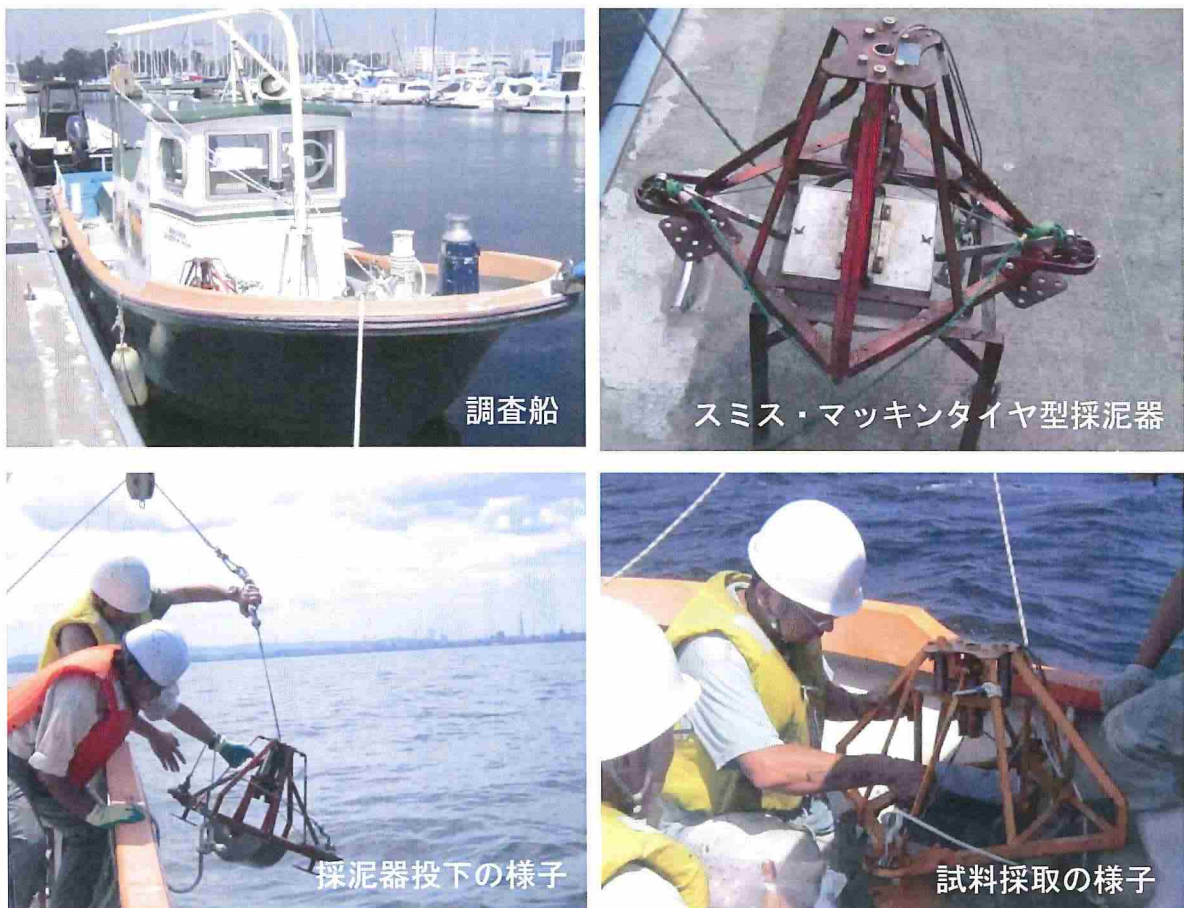 調査船
スミス・マッキンタイヤ型採泥器
採泥器投下の様子
試料採取の様子